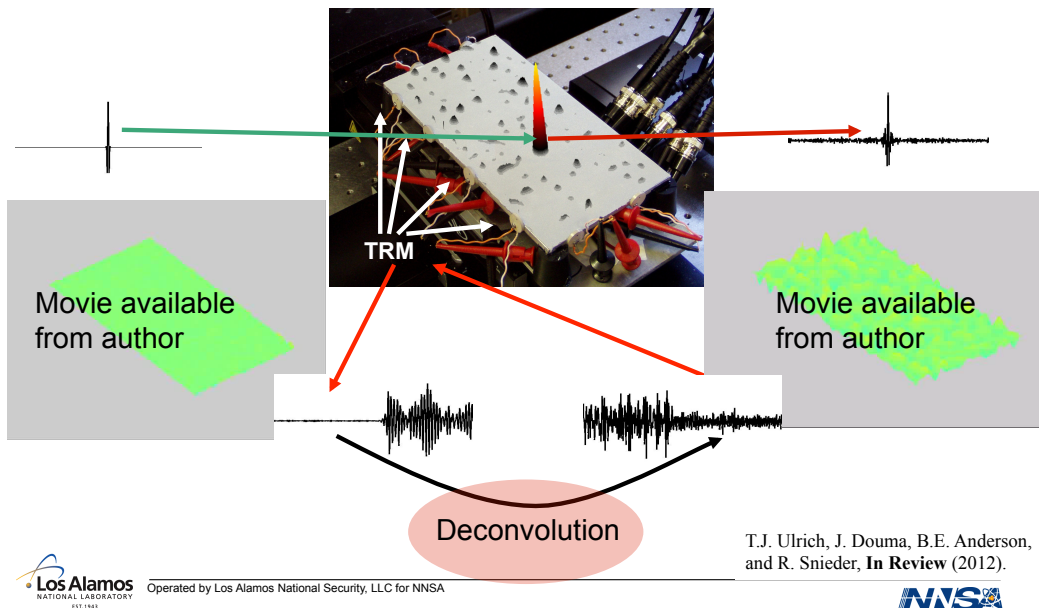 TRM
Movie available
from author
Movie available
from author
Deconvolution
T.J. Ulrich, J. Douma, B.E. Anderson,
and R. Snieder, In Review (2012).
Los Alamos
NATIONAL LABORATORY
EST.1943
Operated by Los Alamos National Security, LLC for NNSA
NNSA